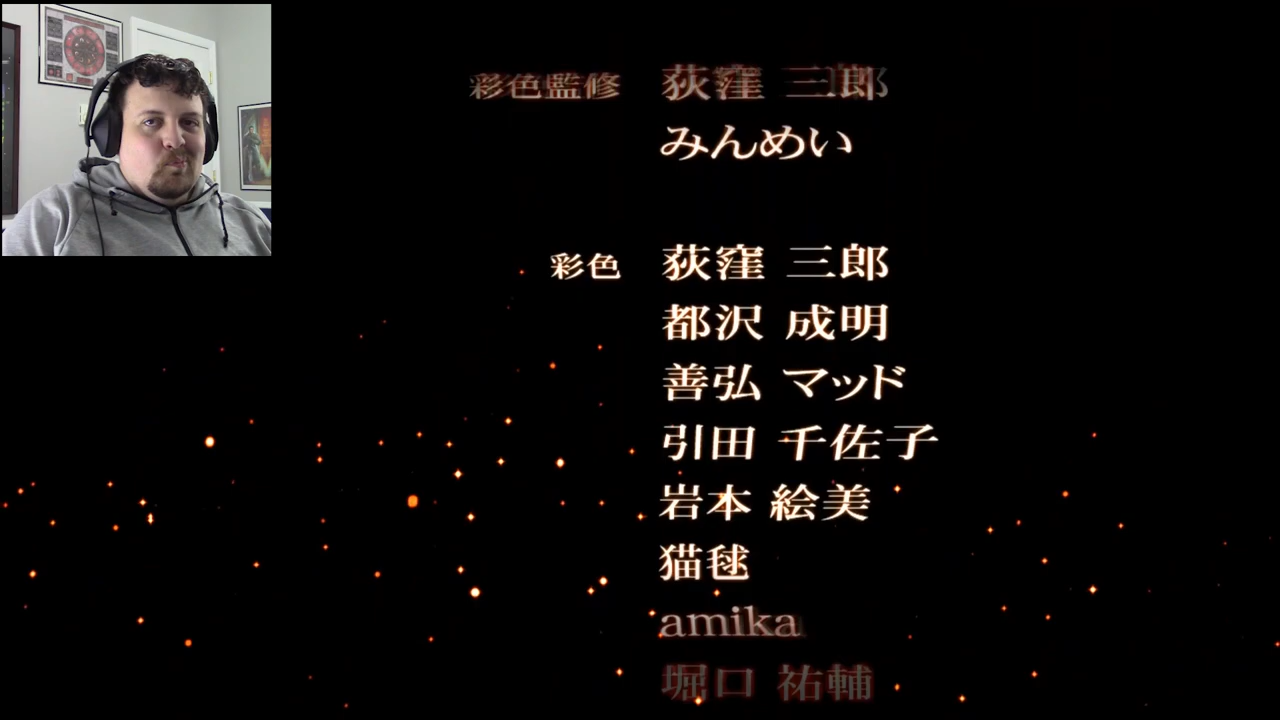 彩色監修 荻窪 三郎
みんめい
彩色 荻窪 三郎
都沢 成明
善弘 マッド
引田 千佐子
岩本 絵美
猫毬
amika
堀口 祐輔